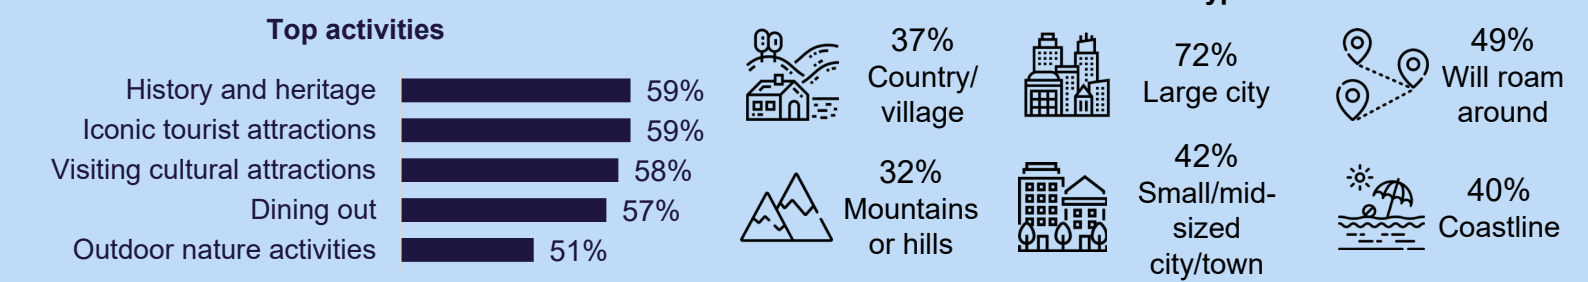 Top activities
History and heritage 59%
Iconic tourist attractions 59%
Visiting cultural attractions 58%
Dining out 57%
Outdoor nature activities 51%
37%
Country/
village
72%
Large city
49%
Will roam
around
32%
Mountains
or hills
42%
Small/mid-
sized
city/town
40%
Coastline